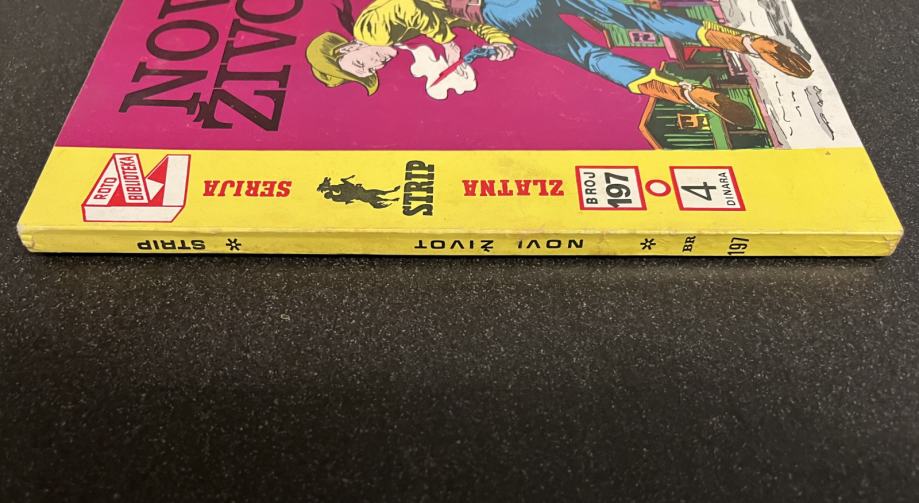 NOVI
ŽIVO
ROTO
BIBLIOTEKA
ZLATNA
SERIJA
STRIP
BROJ
197
4
DINARA
STRIP * NOVI ŽIVOT * BR 197